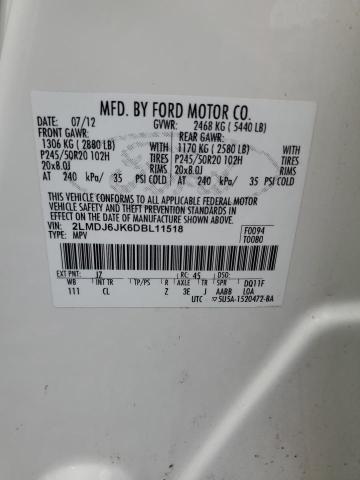 MFD. BY FORD MOTOR CO.
DATE: 07/12 GVWR: 2468 KG ( 5440 LB)
FRONT GAWR: REAR GAWR:
1306 KG (2880 LB) WITH 1170 KG ( 2580 LB) WITH
P245/50R20 102H TIRES P245/50R20 102H TIRES
20x8.0J RIMS 20x8.0J RIMS
AT 240 kPa/ 35 PSI COLD AT 240 kPa/ 35 PSI COLD
THIS VEHICLE CONFORMS TO ALL APPLICABLE FEDERAL MOTOR
VEHICLE SAFETY AND THEFT PREVENTION STANDARDS IN EFFECT ON THE DATE OF
MANUFACTURE SHOWN ABOVE.
VIN: 2LMDJ6JK6DBL11518 F0094
TYPE: MPV T0080
EXT PNT: JZ RC: 45 DSO:
WB INT TR TP/PS R AXLE TR SPR DQ11F
111 CL Z 3E J AABB LOA
UTC 5U5A-1520472-BA